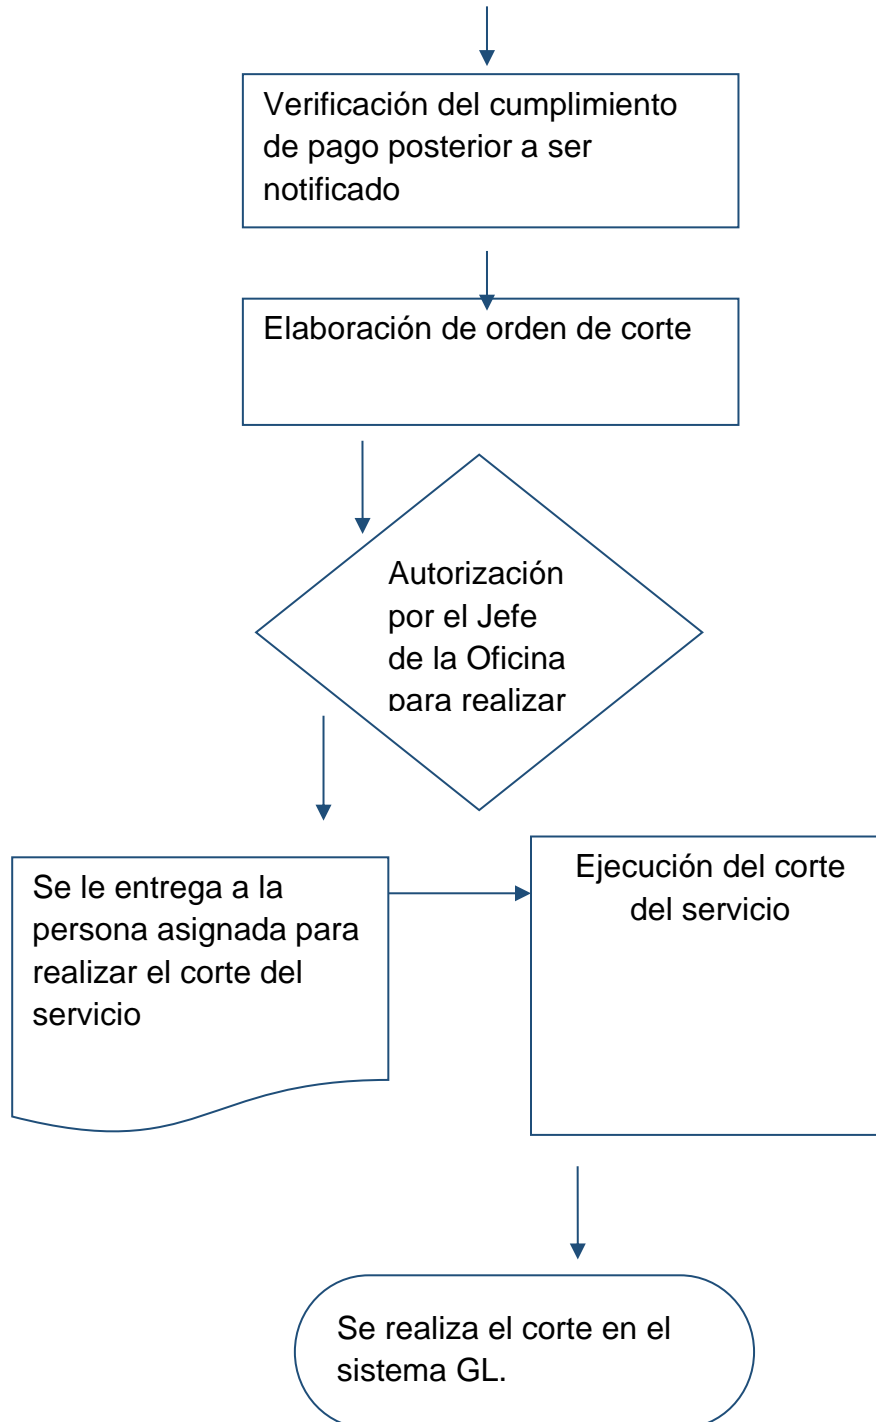 Verificación del cumplimiento
de pago posterior a ser
notificado
Elaboración de orden de corte
Autorización
por el Jefe
de la Oficina
para realizar
Se le entrega a la
persona asignada para
realizar el corte del
servicio
Ejecución del corte
del servicio
Se realiza el corte en el
sistema GL.